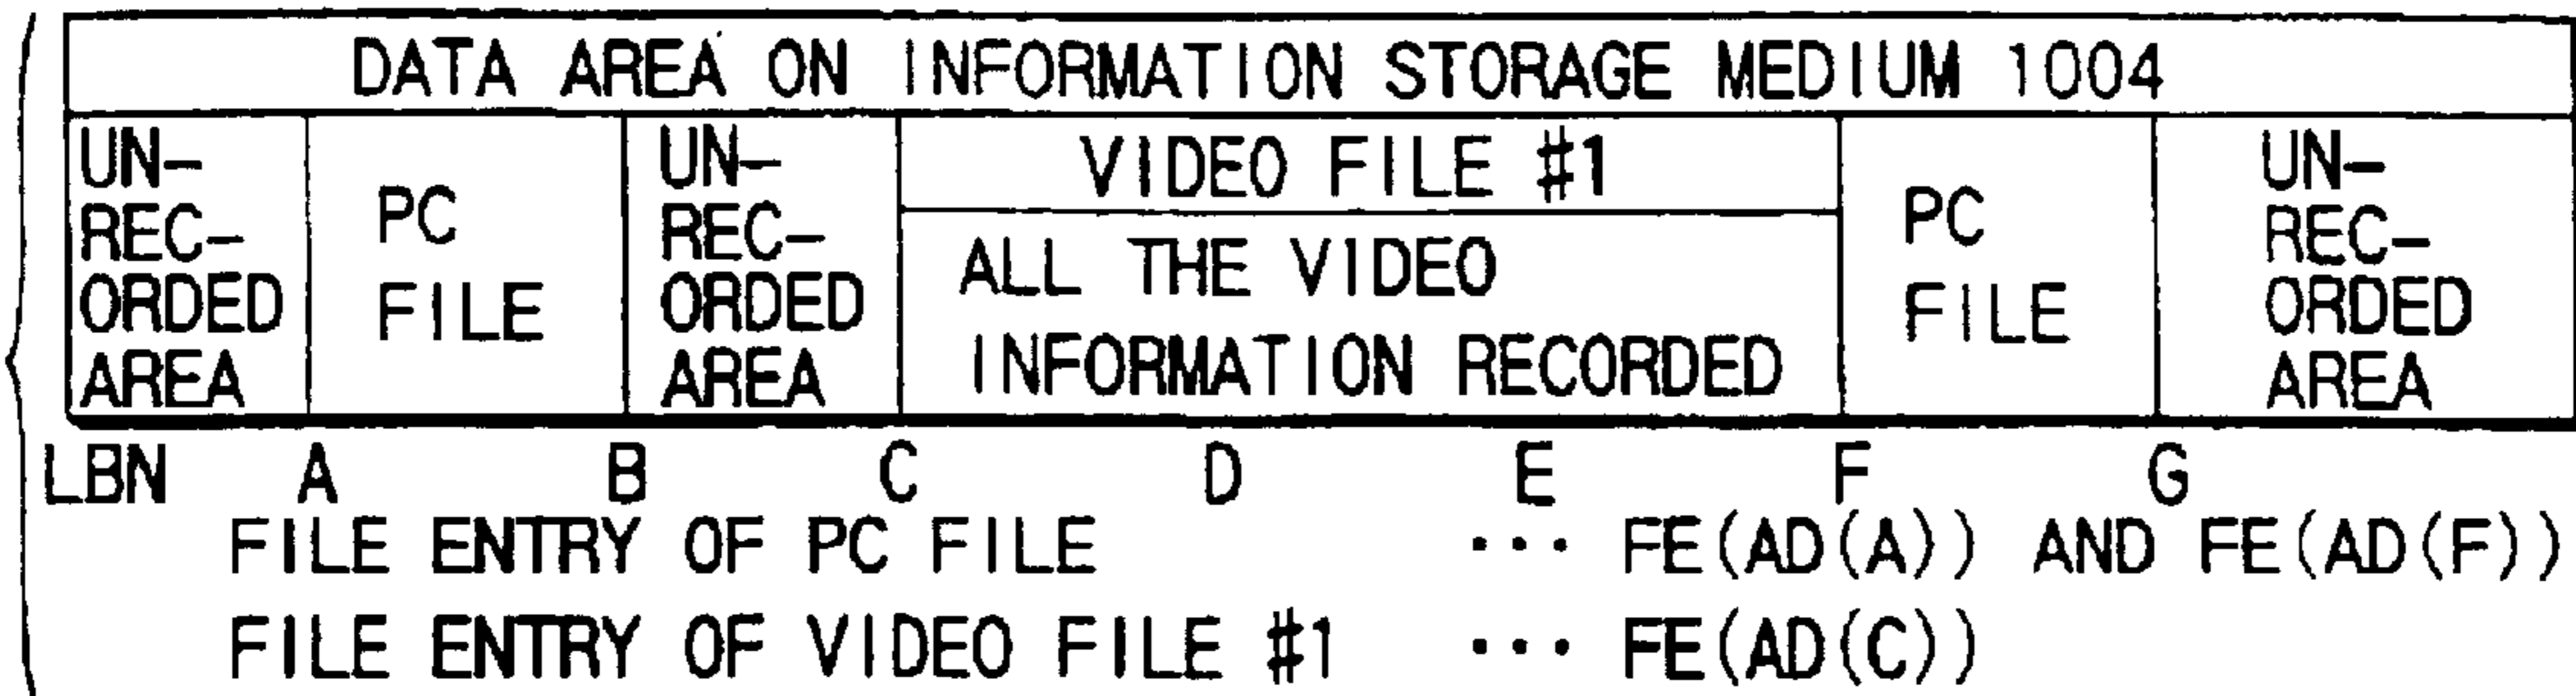 DATA AREA ON INFORMATION STORAGE MEDIUM 1004
UN-
REC-
ORDED
AREA
PC
FILE
UN-
REC-
ORDED
AREA
VIDEO FILE #1
ALL THE VIDEO
INFORMATION RECORDED
PC
FILE
UN-
REC-
ORDED
AREA
LBN A B C D E F G
FILE ENTRY OF PC FILE ··· FE(AD(A)) AND FE(AD(F))
FILE ENTRY OF VIDEO FILE #1 ··· FE(AD(C))